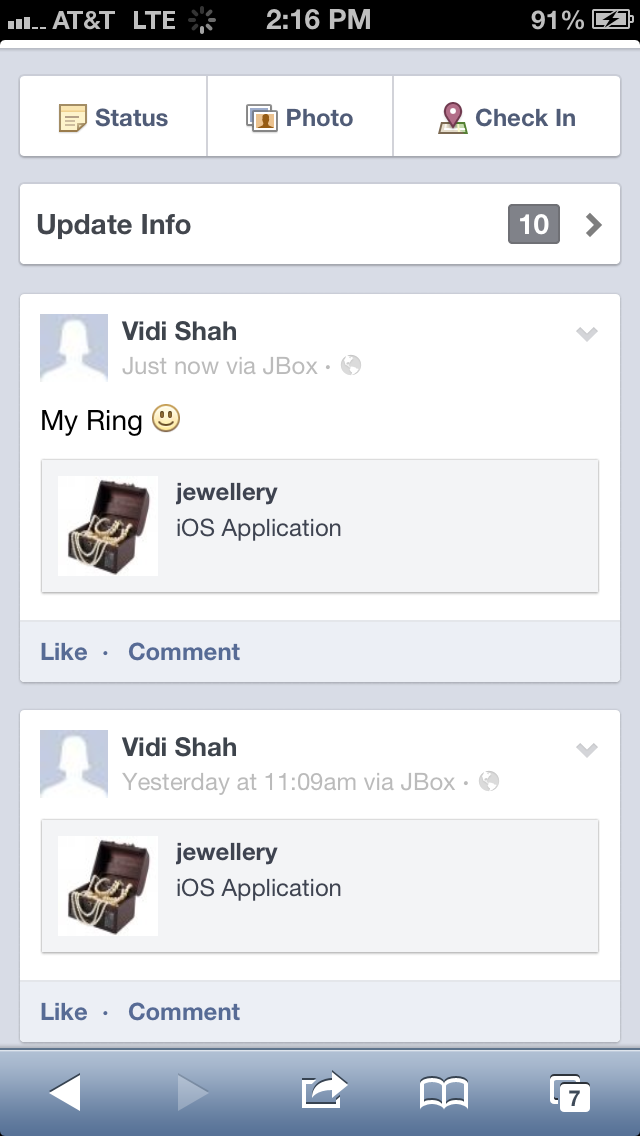 AT&T LTE 2:16 PM 91%
Status Photo Check In
Update Info 10
Vidi Shah
Just now via JBox ·
My Ring
jewellery
iOS Application
Like · Comment
Vidi Shah
Yesterday at 11:09am via JBox ·
jewellery
iOS Application
Like · Comment
7